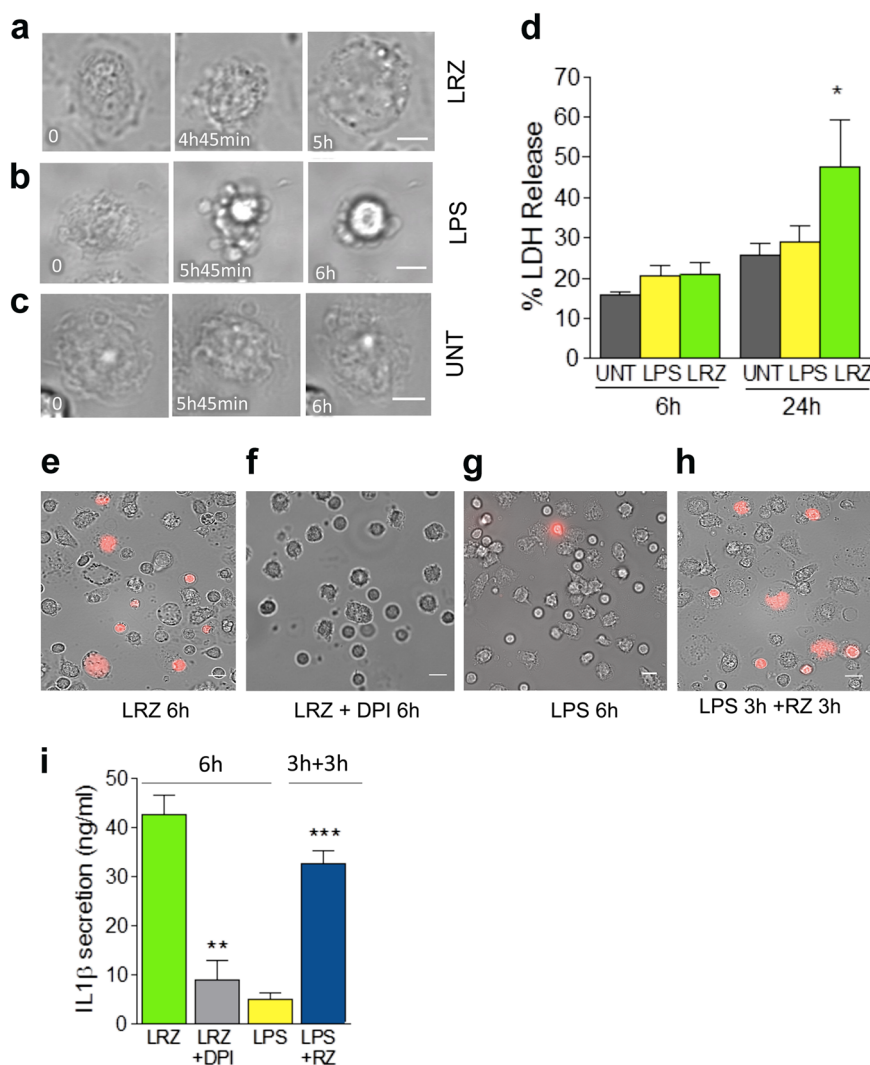 a
0
4h45min
5h
LRZ
b
0
5h45min
6h
LPS
c
0
5h45min
6h
UNT
d
% LDH Release
70
60
50
40
30
20
10
0
*
UNT LPS LRZ UNT LPS LRZ
6h 24h
e f g h
LRZ 6h LRZ + DPI 6h LPS 6h LPS 3h +RZ 3h
i
6h 3h+3h
IL1β secretion (ng/ml)
50
40
30
20
10
0
**
***
LRZ LRZ LPS LPS
+DPI +RZ